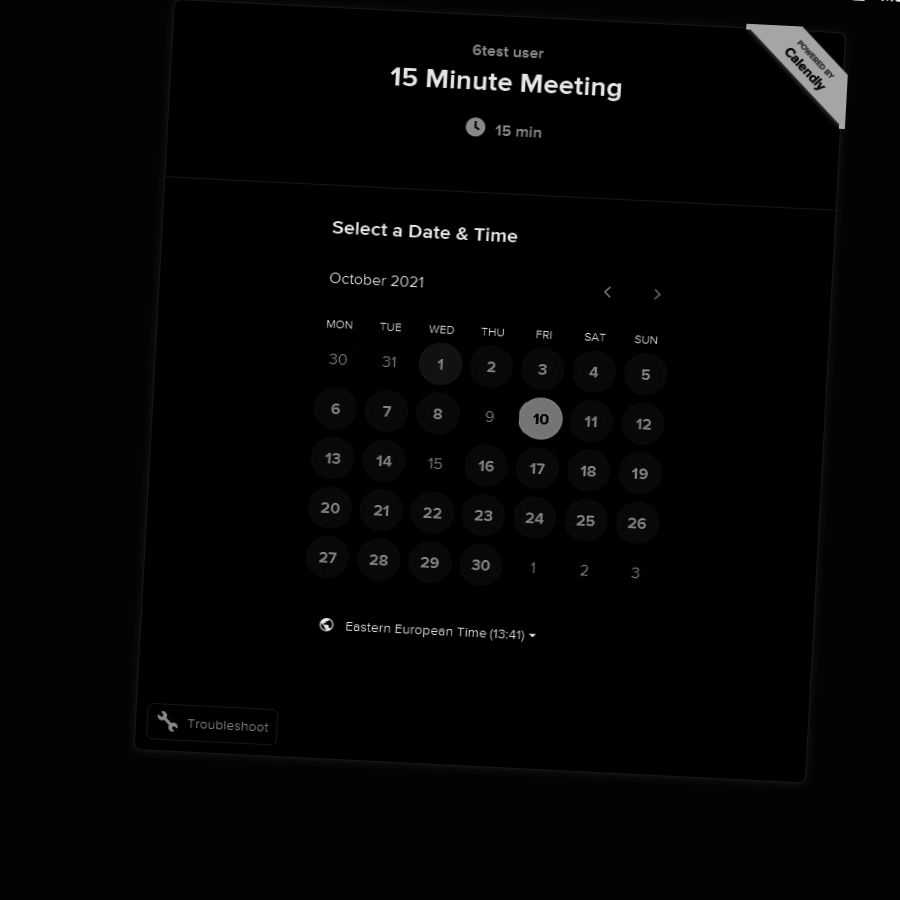 6test user
15 Minute Meeting
15 min
POWERED BY
Calendly
Select a Date & Time
October 2021
MON TUE WED THU FRI SAT SUN
30 31 1 2 3 4 5
6 7 8 9 10 11 12
13 14 15 16 17 18 19
20 21 22 23 24 25 26
27 28 29 30 1 2 3
Eastern European Time (13:41)
Troubleshoot